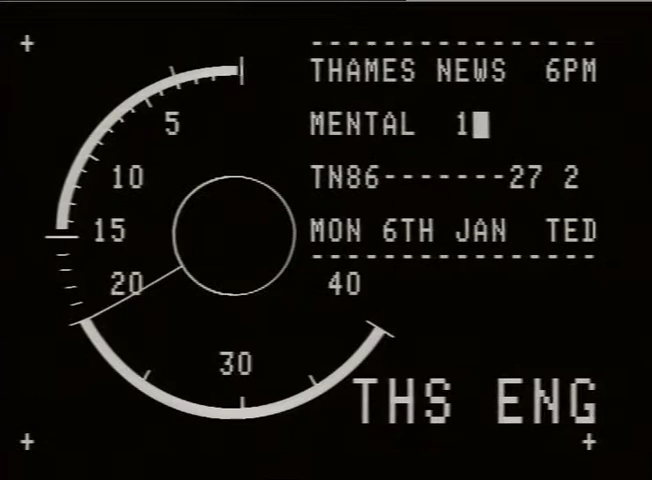 THAMES NEWS 6PM
5
MENTAL 1
10
TN86-------27 2
15
MON 6TH JAN TED
20
40
30
THS ENG